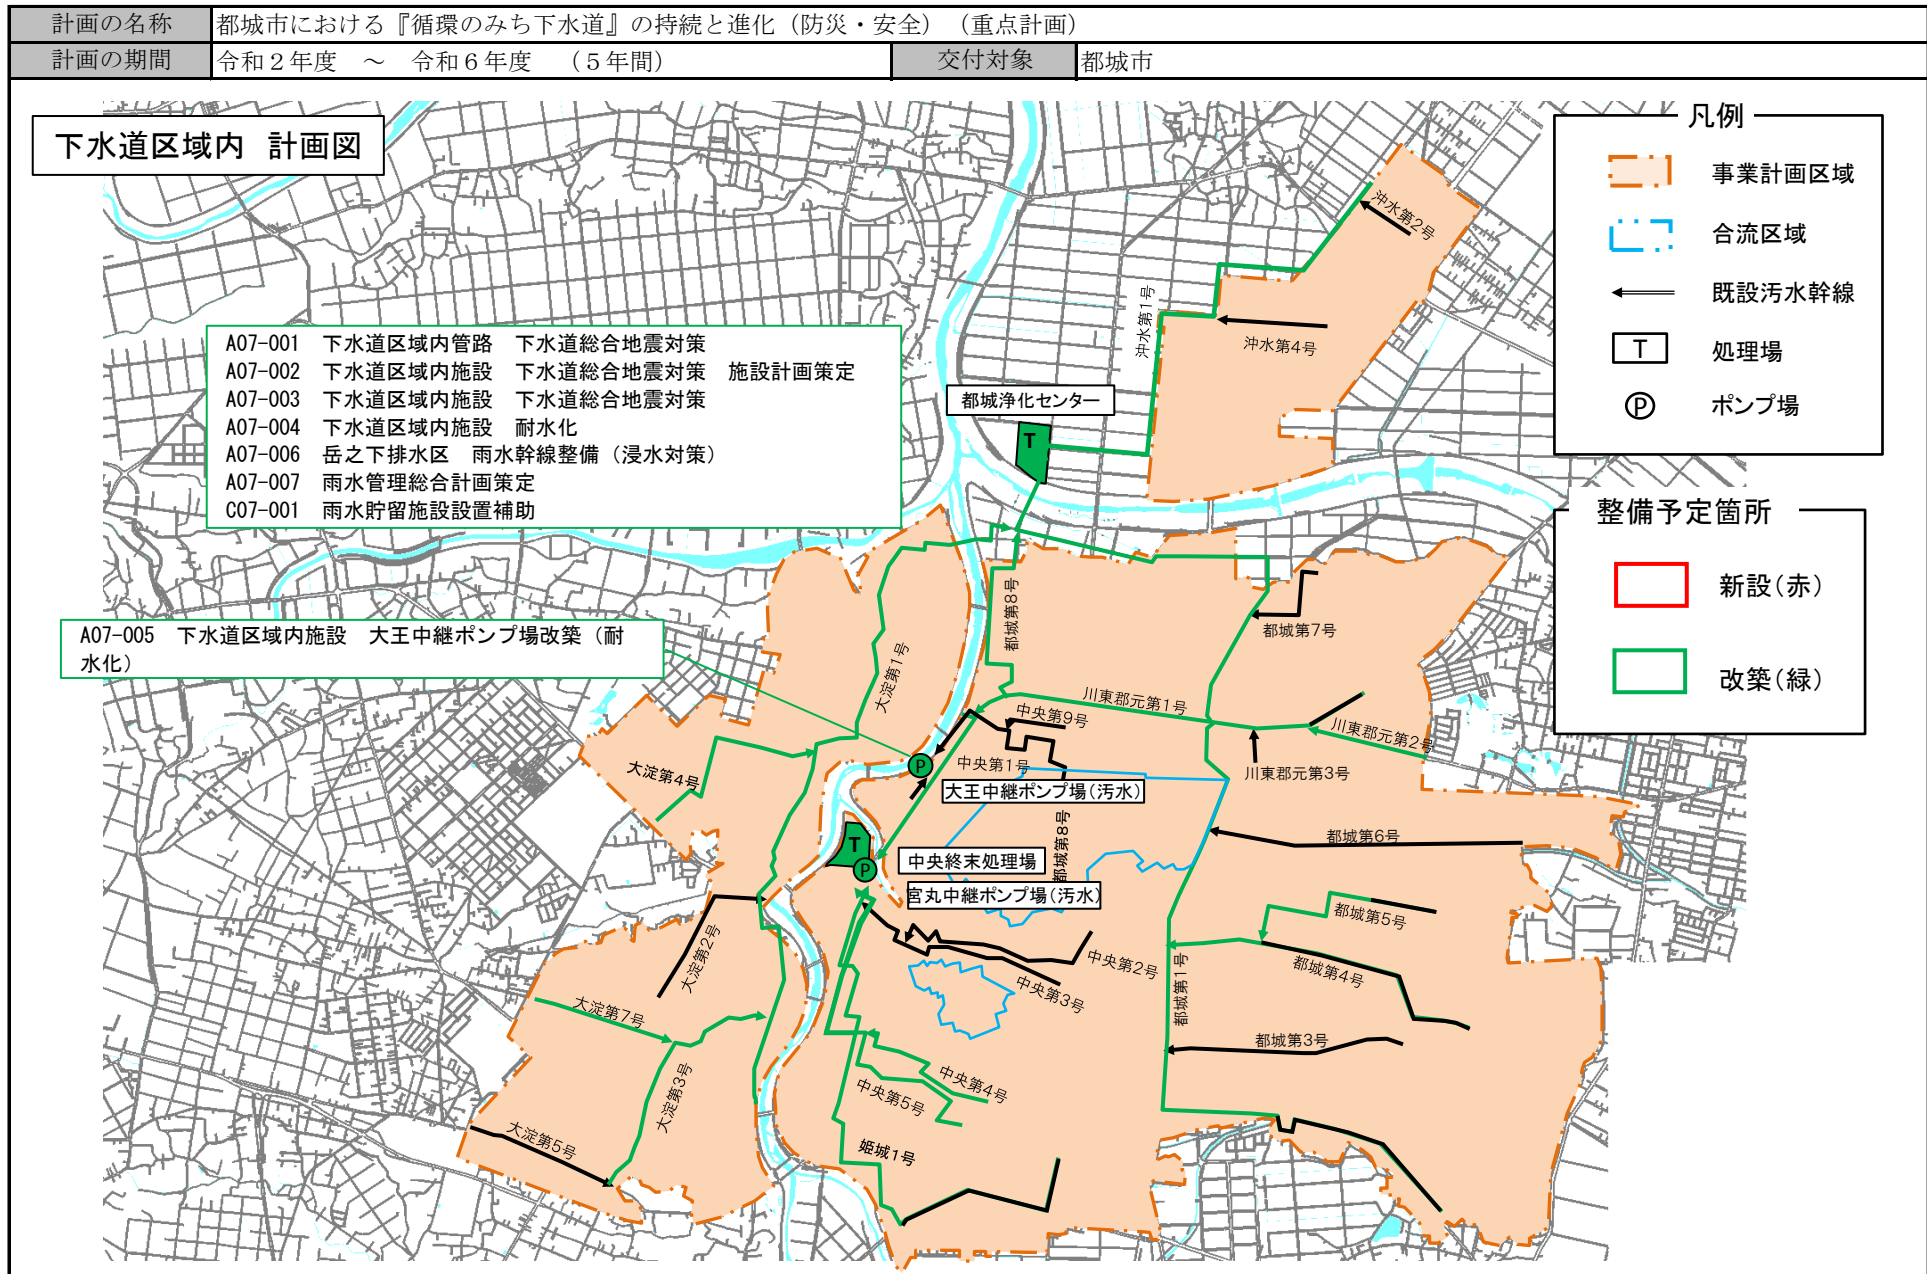 計画の名称 都城市における『循環のみち下水道』の持続と進化（防災・安全）（重点計画）
計画の期間 令和２年度 ～ 令和６年度 （５年間） 交付対象 都城市
下水道区域内 計画図
凡例
事業計画区域
合流区域
既設汚水幹線
T 処理場
P ポンプ場
整備予定箇所
新設(赤)
改築(緑)
A07-001 下水道区域内管路 下水道総合地震対策
A07-002 下水道区域内施設 下水道総合地震対策 施設計画策定
A07-003 下水道区域内施設 下水道総合地震対策
A07-004 下水道区域内施設 耐水化
A07-006 岳之下排水区 雨水幹線整備（浸水対策）
A07-007 雨水管理総合計画策定
C07-001 雨水貯留施設設置補助
A07-005 下水道区域内施設 大王中継ポンプ場改築（耐
水化）
沖水第2号
沖水第1号
沖水第4号
都城浄化センター
T
都城第8号
都城第7号
大淀第1号
川東郡元第1号
中央第9号
川東郡元第2号
中央第1号
川東郡元第3号
大淀第4号
P
大王中継ポンプ場(汚水)
都城第8号
都城第6号
T
中央終末処理場
P
宮丸中継ポンプ場(汚水)
都城第5号
大淀第2号
中央第2号
都城第4号
中央第3号
都城第1号
大淀第7号
都城第3号
大淀第3号
中央第4号
中央第5号
大淀第5号
姫城1号